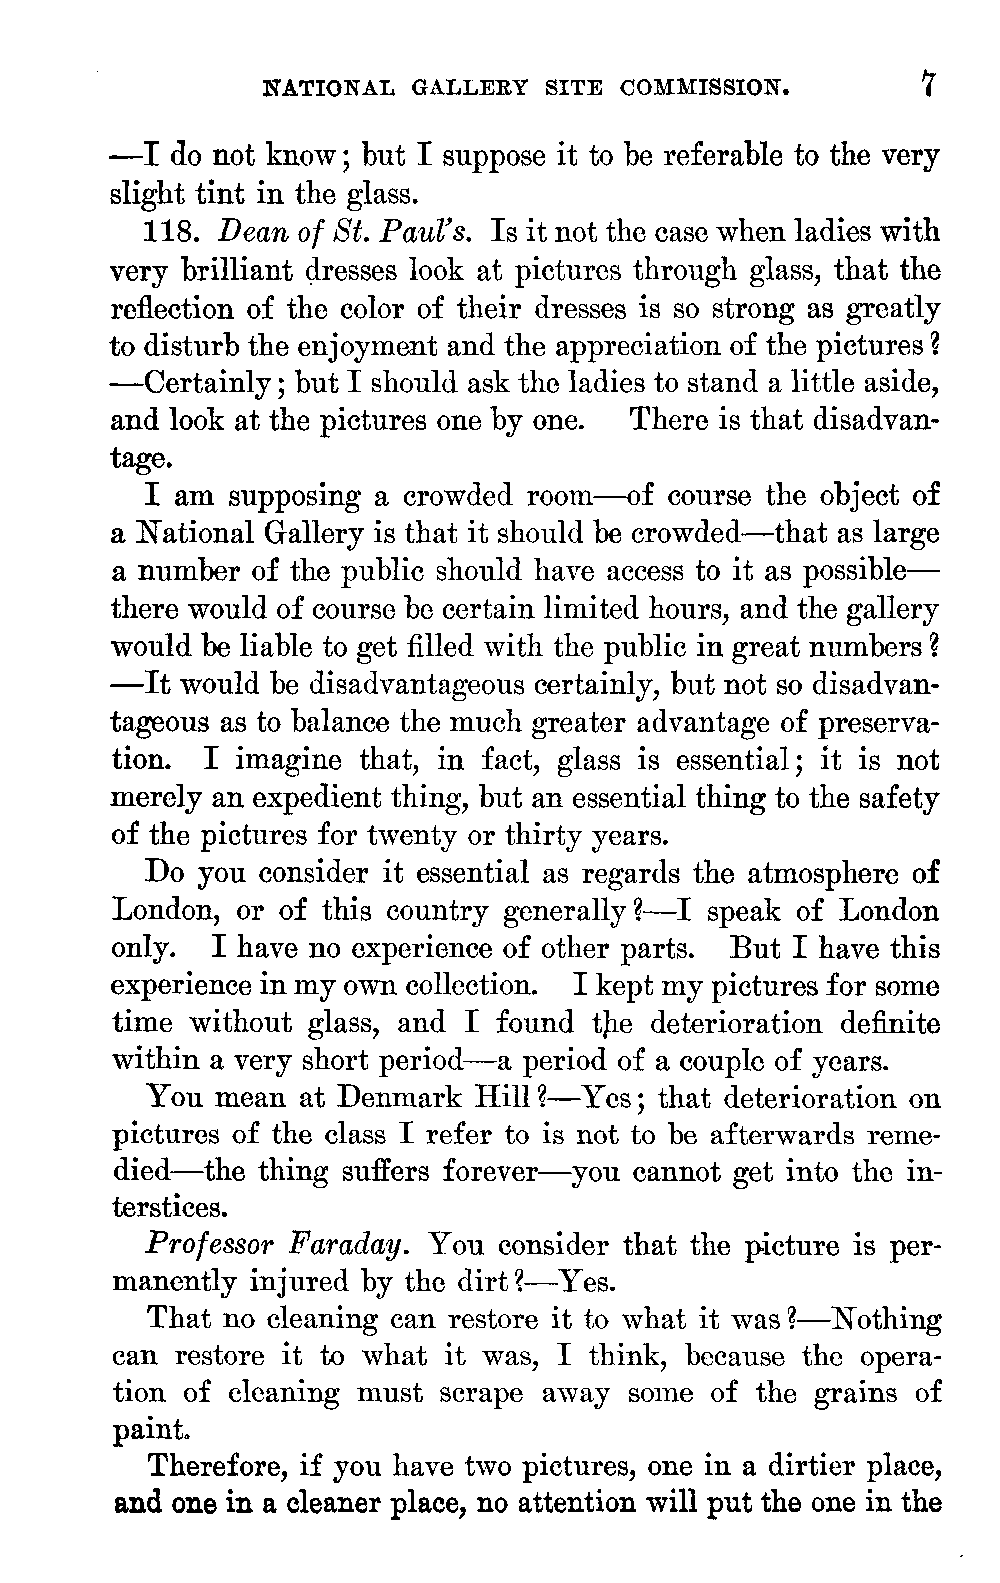 NATIONAL GALLERY SITE COMMISSION. 7
—I do not know; but I suppose it to be referable to the very
slight tint in the glass.
118. Dean of St. Paul's. Is it not the case when ladies with
very brilliant dresses look at pictures through glass, that the
reflection of the color of their dresses is so strong as greatly
to disturb the enjoyment and the appreciation of the pictures?
—Certainly; but I should ask the ladies to stand a little aside,
and look at the pictures one by one. There is that disadvan-
tage.
I am supposing a crowded room—of course the object of
a National Gallery is that it should be crowded—that as large
a number of the public should have access to it as possible—
there would of course be certain limited hours, and the gallery
would be liable to get filled with the public in great numbers?
—It would be disadvantageous certainly, but not so disadvan-
tageous as to balance the much greater advantage of preserva-
tion. I imagine that, in fact, glass is essential; it is not
merely an expedient thing, but an essential thing to the safety
of the pictures for twenty or thirty years.
Do you consider it essential as regards the atmosphere of
London, or of this country generally?—I speak of London
only. I have no experience of other parts. But I have this
experience in my own collection. I kept my pictures for some
time without glass, and I found the deterioration definite
within a very short period—a period of a couple of years.
You mean at Denmark Hill?—Yes; that deterioration on
pictures of the class I refer to is not to be afterwards reme-
died—the thing suffers forever—you cannot get into the in-
terstices.
Professor Faraday. You consider that the picture is per-
manently injured by the dirt?—Yes.
That no cleaning can restore it to what it was?—Nothing
can restore it to what it was, I think, because the opera-
tion of cleaning must scrape away some of the grains of
paint.
Therefore, if you have two pictures, one in a dirtier place,
and one in a cleaner place, no attention will put the one in the